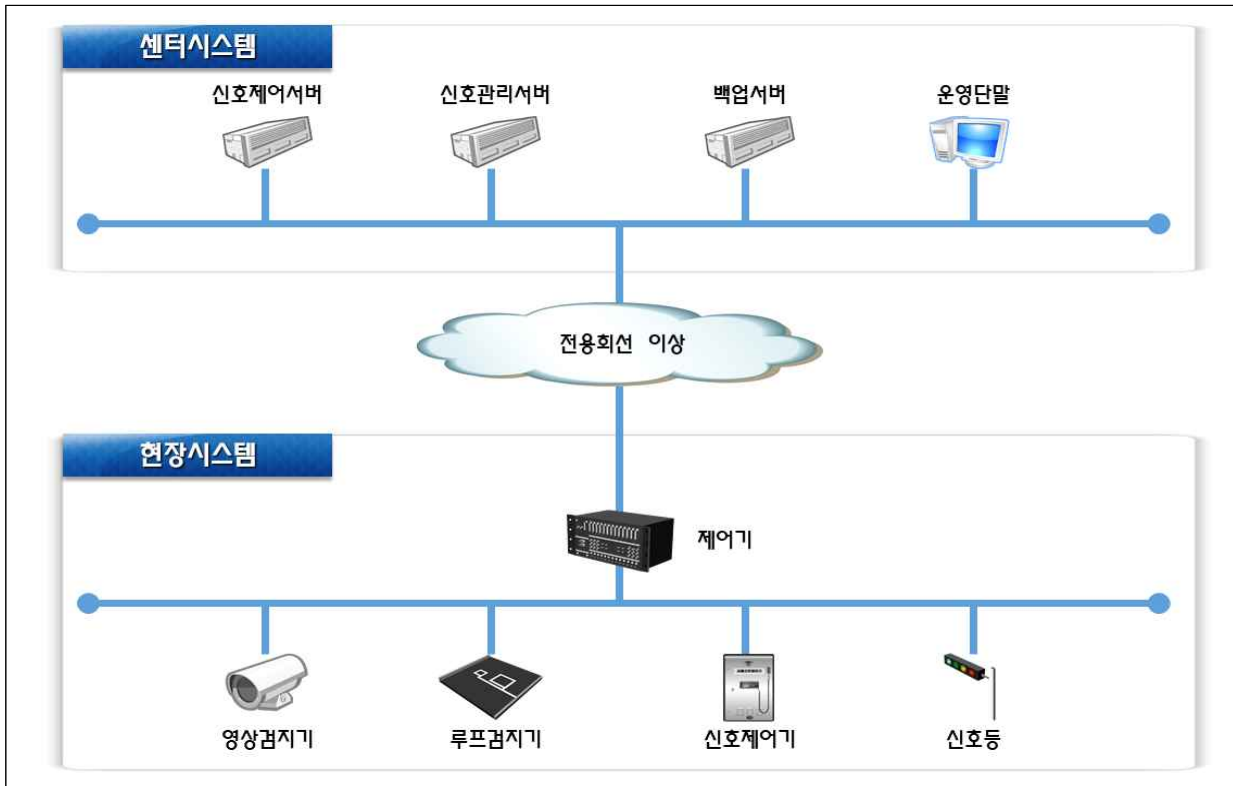 센터시스템
신호제어서버
신호관리서버
백업서버
운영단말
전용회선 이상
현장시스템
제어기
영상검지기
루프검지기
신호제어기
신호등